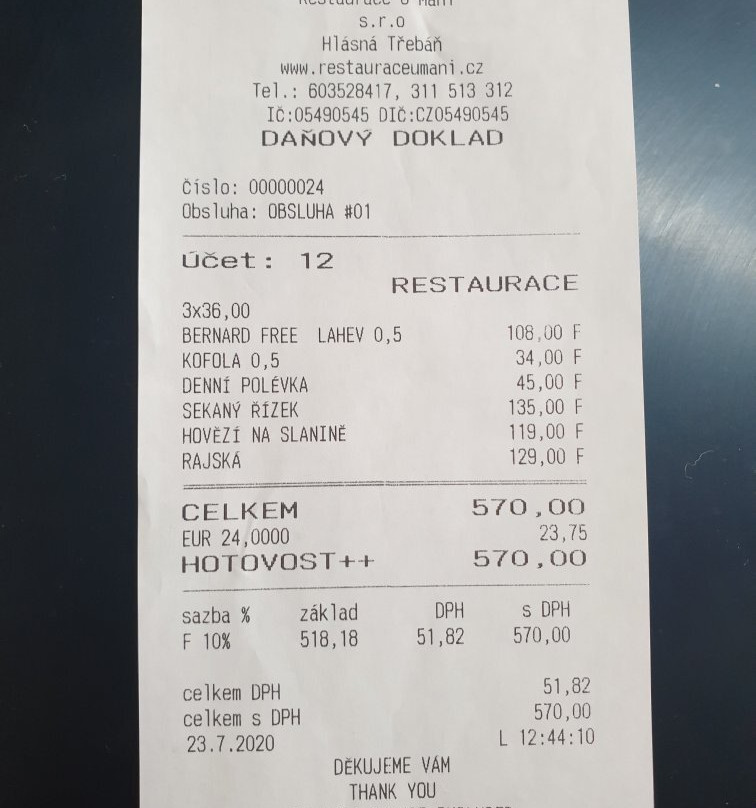 s.r.o
Hlásná Třebáň
www.restauraceumani.cz
Tel.: 603528417, 311 513 312
IČ:05490545 DIČ:CZ05490545
DAŇOVÝ DOKLAD
číslo: 00000024
Obsluha: OBSLUHA #01
Účet: 12
RESTAURACE
3x36,00
BERNARD FREE LAHEV 0,5 108,00 F
KOFOLA 0,5 34,00 F
DENNÍ POLÉVKA 45,00 F
SEKANÝ ŘÍZEK 135,00 F
HOVĚZÍ NA SLANINĚ 119,00 F
RAJSKÁ 129,00 F
CELKEM 570,00
EUR 24,0000 23,75
HOTOVOST++ 570,00
sazba % základ DPH s DPH
F 10% 518,18 51,82 570,00
celkem DPH 51,82
celkem s DPH 570,00
23.7.2020 L 12:44:10
DĚKUJEME VÁM
THANK YOU